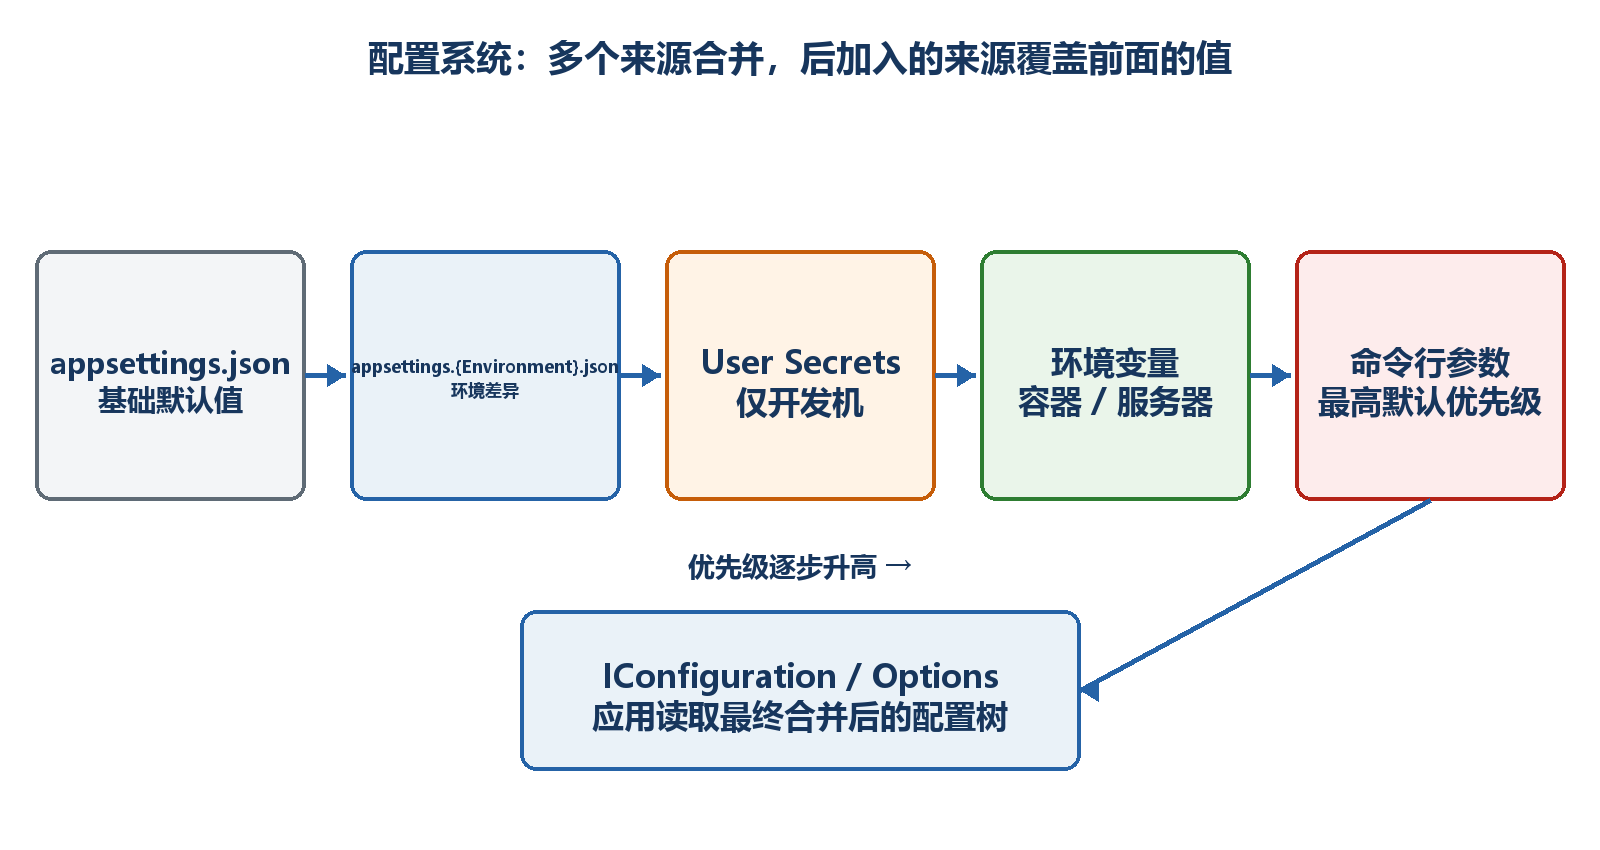 配置系统：多个来源合并，后加入的来源覆盖前面的值
appsettings.json
基础默认值
appsettings.{Environment}.json
环境差异
User Secrets
仅开发机
环境变量
容器 / 服务器
命令行参数
最高默认优先级
优先级逐步升高 →
IConfiguration / Options
应用读取最终合并后的配置树